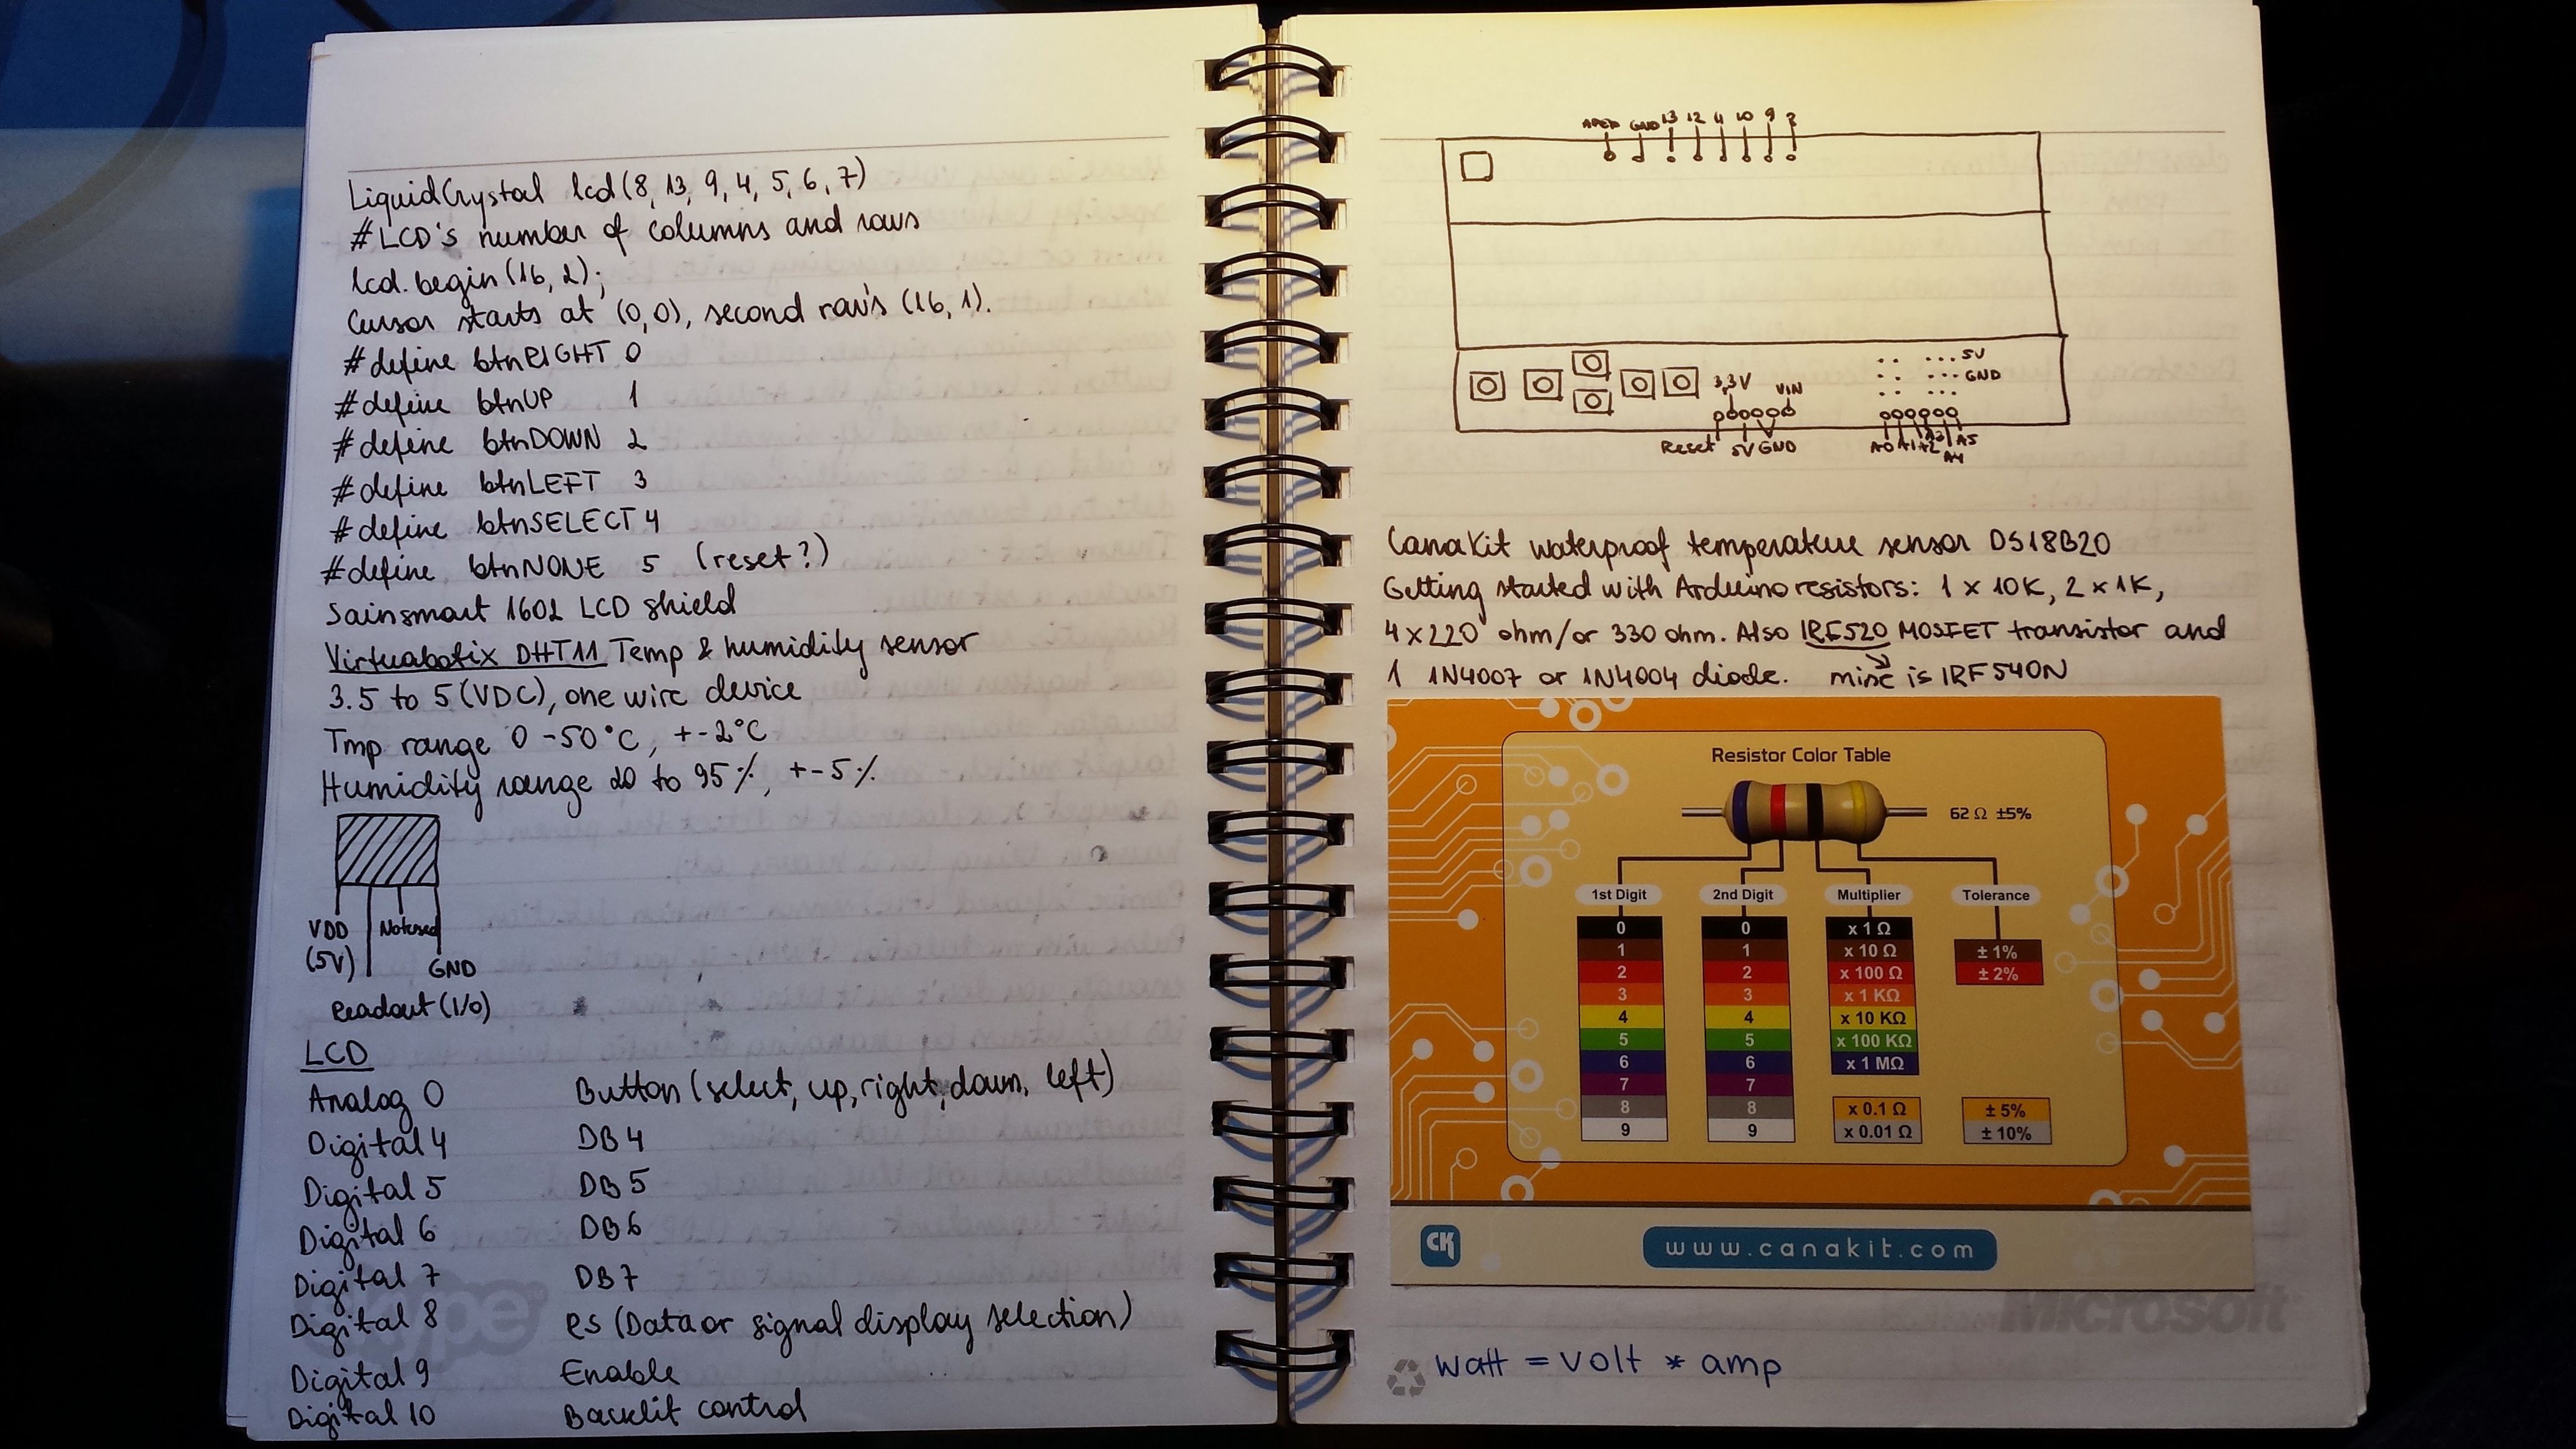 LiquidCrystal lcd(8, 13, 9, 4, 5, 6, 7)
#LCD's number of columns and rows
lcd.begin(16, 2);
Cursor starts at (0,0), second row's (16, 1).
#define btnRIGHT 0
#define btnUP 1
#define btnDOWN 2
#define btnLEFT 3
#define btnSELECT 4
#define btnNONE 5 (reset?)
Sainsmart 1602 LCD shield
Virtuabotix DHT11 Temp & humidity sensor
3.5 to 5 (VDC), one wire device
Tmp range 0 -50°C, +-2°C
Humidity range 20 to 95%, +-5%
VDD Notused
(5V) GND
Readout (I/O)
LCD
Analog 0 Button (select, up, right, down, left)
Digital 4 DB4
Digital 5 DB5
Digital 6 DB6
Digital 7 DB7
Digital 8 RS (Data or signal display selection)
Digital 9 Enable
Digital 10 Backlit control
GND 13 12 4 10 9 2
5V
GND
3,3V VIN
Reset 5V GND A0 A1 A2 A3 A4 A5
CanaKit waterproof temperature sensor DS18B20
Getting started with Arduino resistors: 1 x 10K, 2 x 1K,
4 x 220 ohm/or 330 ohm. Also IRF520 MOSFET transistor and
1 1N4007 or 1N4004 diode. mine is IRF540N
Resistor Color Table
62 Ω ±5%
1st Digit 2nd Digit Multiplier Tolerance
0 0 x 1 Ω
1 1 x 10 Ω ± 1%
2 2 x 100 Ω ± 2%
3 3 x 1 KΩ
4 4 x 10 KΩ
5 5 x 100 KΩ
6 6 x 1 MΩ
7 7
8 8 x 0.1 Ω ± 5%
9 9 x 0.01 Ω ± 10%
CK www.canakit.com
Microsoft
watt = volt * amp